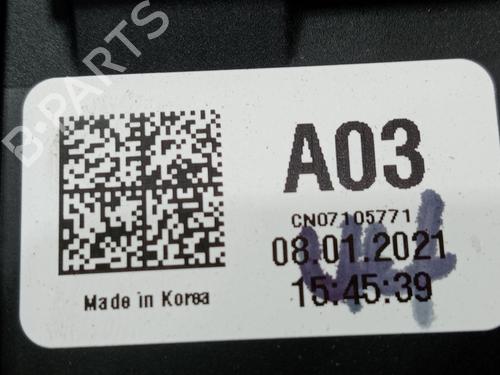 B-PARTS
A03
CN07105771
08.01.2021
15:45:39
Made in Korea